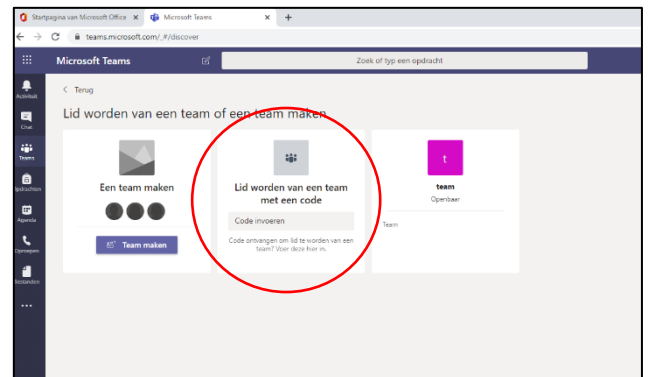 Startpagina van Microsoft Office
Microsoft Teams
teams.microsoft.com/_#/discover
Microsoft Teams
Zoek of typ een opdracht
Activiteit
Chat
Teams
Opdrachten
Agenda
Oproepen
Bestanden
Terug
Lid worden van een team of een team maken
Een team maken
Team maken
Lid worden van een team
met een code
Code invoeren
Code ontvangen om lid te worden van een
team? Voer deze hier in.
t
team
Openbaar
Team